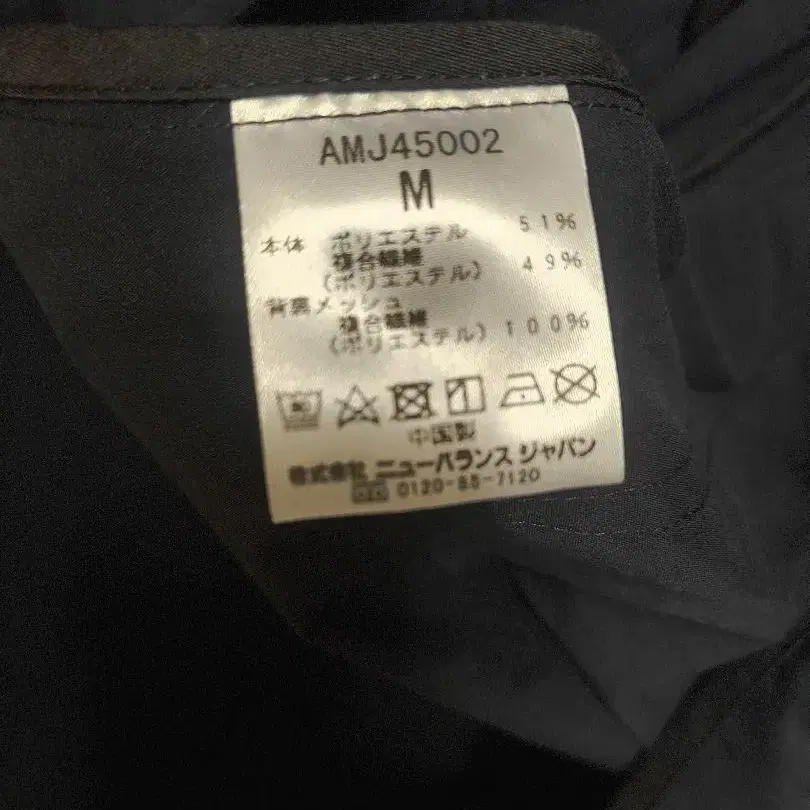 AMJ45002
M
本体 ポリエステル 51%
複合繊維 49%
(ポリエステル)
背裏メッシュ
複合繊維 100%
(ポリエステル)
中国製
株式会社 ニューバランス ジャパン
0120-85-7120